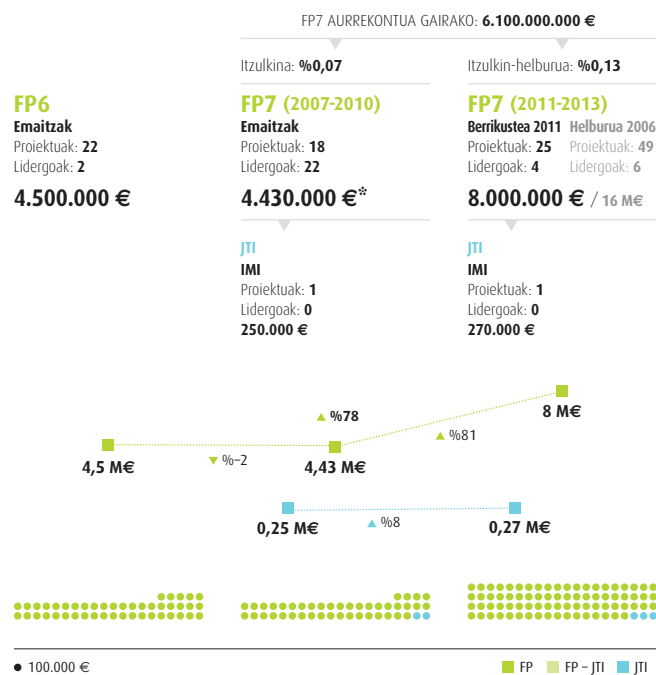 FP7 AURREKONTUA GAIRAKO: 6.100.000.000 €
Itzulkina: %0,07
Itzulkin-helburua: %0,13
FP6
Emaitzak
Proiektuak: 22
Lidergoak: 2
4.500.000 €
FP7 (2007-2010)
Emaitzak
Proiektuak: 18
Lidergoak: 22
4.430.000 €*
FP7 (2011-2013)
Berrikustea 2011 Helburua 2006
Proiektuak: 25 Proiektuak: 49
Lidergoak: 4 Lidergoak: 6
8.000.000 € / 16 M€
JTI
IMI
Proiektuak: 1
Lidergoak: 0
250.000 €
JTI
IMI
Proiektuak: 1
Lidergoak: 0
270.000 €
%78
8 M€
%81
4,5 M€
%–2
4,43 M€
0,25 M€
%8
0,27 M€
100.000 €
FP
FP – JTI
JTI